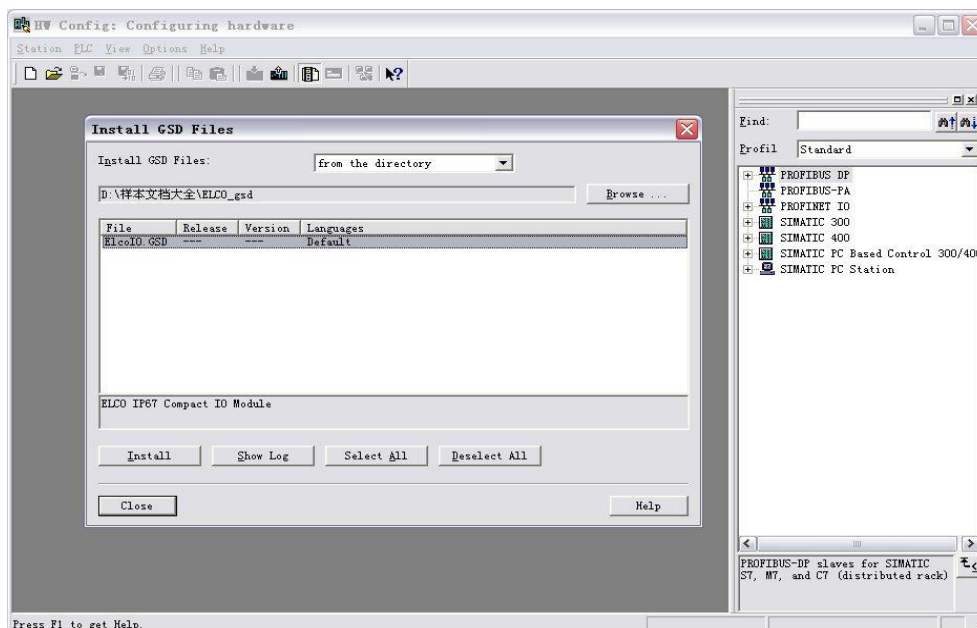 HW Config: Configuring hardware
Station PLC View Options Help
Install GSD Files
Install GSD Files:
from the directory
D:\样本文档大全\ELCO_gsd
Browse ...
File Release Version Languages
ElcoIO.GSD --- --- Default
ELCO IP67 Compact IO Module
Install Show Log Select All Deselect All
Close Help
Find:
Profil Standard
PROFIBUS DP
PROFIBUS-PA
PROFINET IO
SIMATIC 300
SIMATIC 400
SIMATIC PC Based Control 300/400
SIMATIC PC Station
PROFIBUS-DP slaves for SIMATIC
S7, M7, and C7 (distributed rack)
Press F1 to get Help.